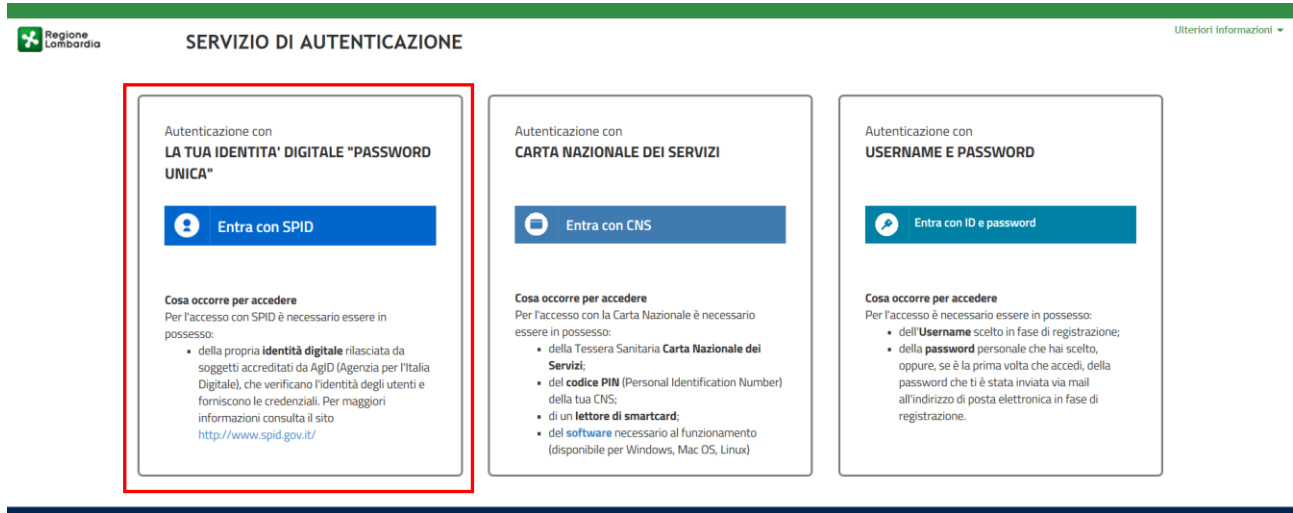 Regione
Lombardia
SERVIZIO DI AUTENTICAZIONE
Ulteriori informazioni
Autenticazione con
LA TUA IDENTITA' DIGITALE "PASSWORD
UNICA"
Entra con SPID
Cosa occorre per accedere
Per l'accesso con SPID è necessario essere in
possesso:
▪ della propria identità digitale rilasciata da
soggetti accreditati da AgID (Agenzia per l'Italia
Digitale), che verificano l'identità degli utenti e
forniscono le credenziali. Per maggiori
informazioni consulta il sito
http://www.spid.gov.it/
Autenticazione con
CARTA NAZIONALE DEI SERVIZI
Entra con CNS
Cosa occorre per accedere
Per l'accesso con la Carta Nazionale è necessario
essere in possesso:
▪ della Tessera Sanitaria Carta Nazionale dei
Servizi;
▪ del codice PIN (Personal Identification Number)
della tua CNS;
▪ di un lettore di smartcard;
▪ del software necessario al funzionamento
(disponibile per Windows, Mac OS, Linux)
Autenticazione con
USERNAME E PASSWORD
Entra con ID e password
Cosa occorre per accedere
Per l'accesso è necessario essere in possesso:
▪ dell'Username scelto in fase di registrazione;
▪ della password personale che hai scelto,
oppure, se è la prima volta che accedi, della
password che ti è stata inviata via mail
all'indirizzo di posta elettronica in fase di
registrazione.